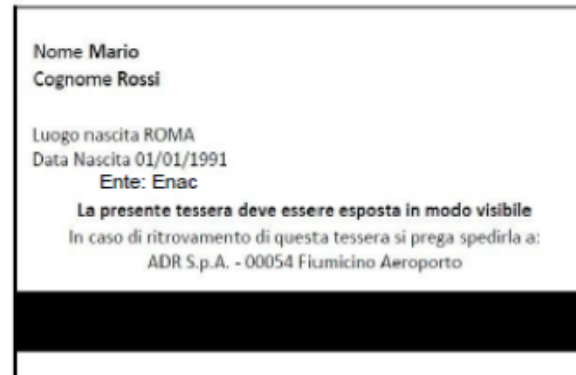 Nome Mario
Cognome Rossi
Luogo nascita ROMA
Data Nascita 01/01/1991
Ente: Enac
La presente tessera deve essere esposta in modo visibile
In caso di ritrovamento di questa tessera si prega spedirla a:
ADR S.p.A. - 00054 Fiumicino Aeroporto